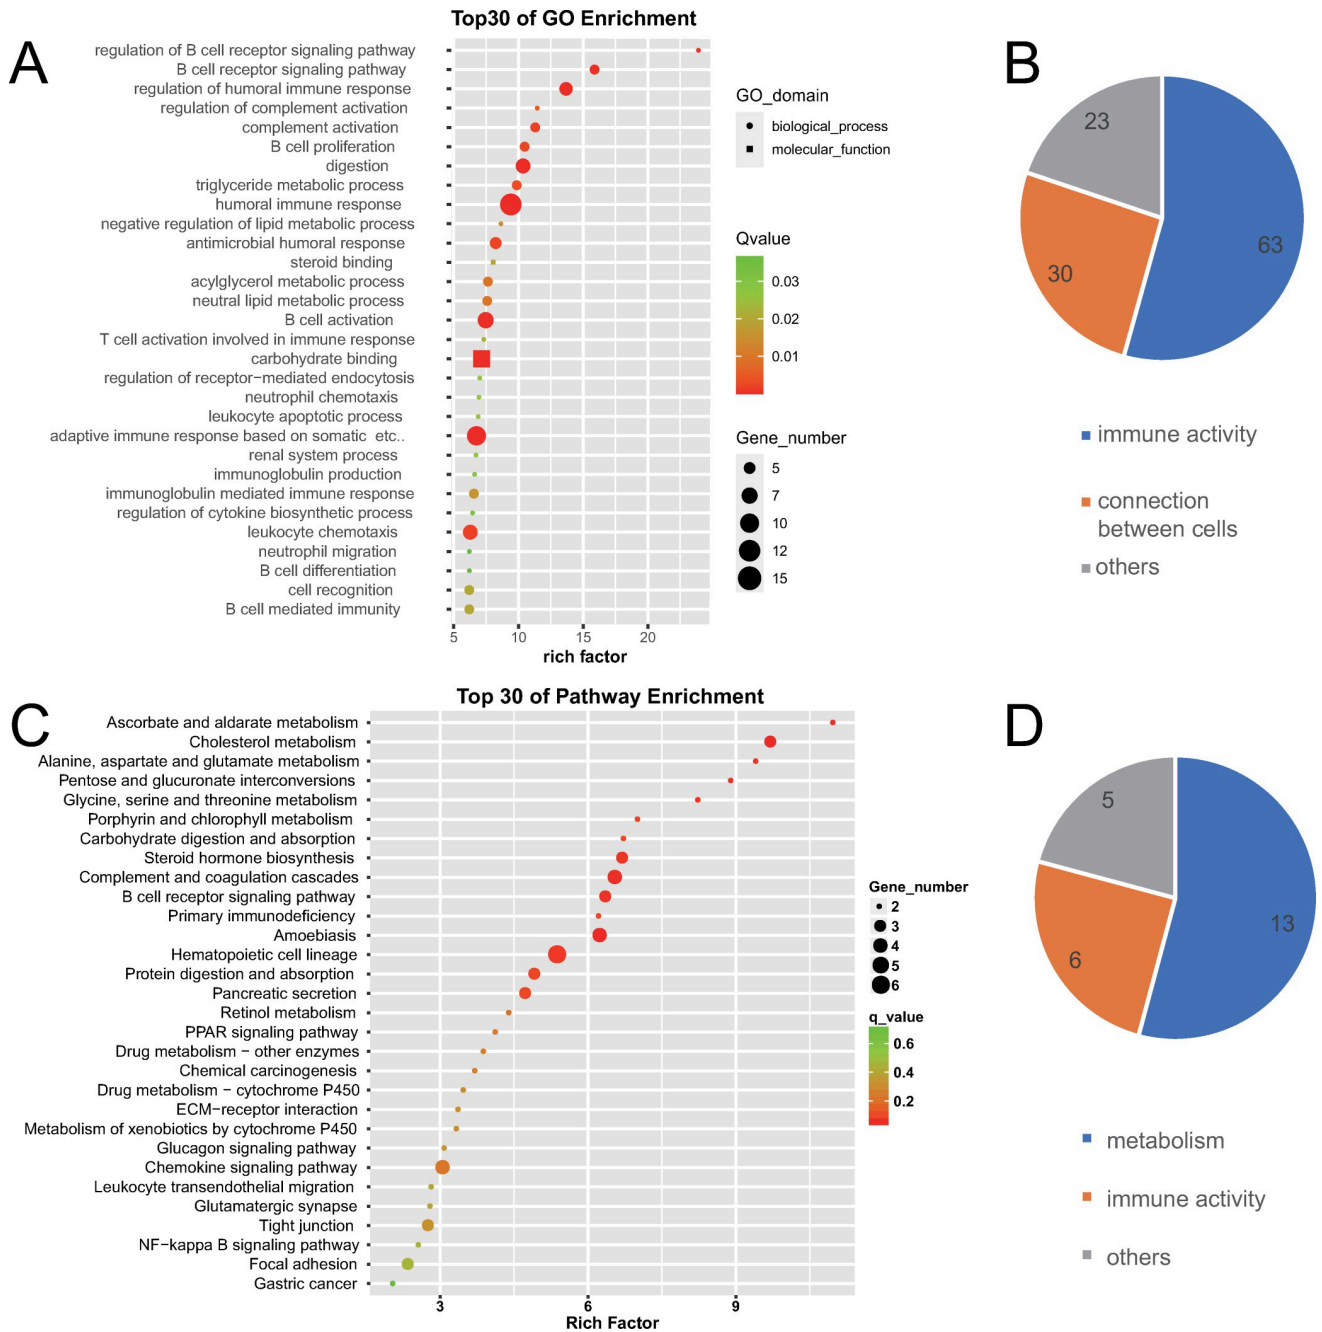 Top30 of GO Enrichment
A
regulation of B cell receptor signaling pathway
B cell receptor signaling pathway
regulation of humoral immune response
regulation of complement activation
complement activation
B cell proliferation
digestion
triglyceride metabolic process
humoral immune response
negative regulation of lipid metabolic process
antimicrobial humoral response
steroid binding
acylglycerol metabolic process
neutral lipid metabolic process
B cell activation
T cell activation involved in immune response
carbohydrate binding
regulation of receptor−mediated endocytosis
neutrophil chemotaxis
leukocyte apoptotic process
adaptive immune response based on somatic etc..
renal system process
immunoglobulin production
immunoglobulin mediated immune response
regulation of cytokine biosynthetic process
leukocyte chemotaxis
neutrophil migration
B cell differentiation
cell recognition
B cell mediated immunity
5 10 15 20
rich factor
GO_domain
biological_process
molecular_function
Qvalue
0.03
0.02
0.01
Gene_number
5
7
10
12
15
B
23
63
30
immune activity
connection
between cells
others
Top 30 of Pathway Enrichment
C
Ascorbate and aldarate metabolism
Cholesterol metabolism
Alanine, aspartate and glutamate metabolism
Pentose and glucuronate interconversions
Glycine, serine and threonine metabolism
Porphyrin and chlorophyll metabolism
Carbohydrate digestion and absorption
Steroid hormone biosynthesis
Complement and coagulation cascades
B cell receptor signaling pathway
Primary immunodeficiency
Amoebiasis
Hematopoietic cell lineage
Protein digestion and absorption
Pancreatic secretion
Retinol metabolism
PPAR signaling pathway
Drug metabolism − other enzymes
Chemical carcinogenesis
Drug metabolism − cytochrome P450
ECM−receptor interaction
Metabolism of xenobiotics by cytochrome P450
Glucagon signaling pathway
Chemokine signaling pathway
Leukocyte transendothelial migration
Glutamatergic synapse
Tight junction
NF−kappa B signaling pathway
Focal adhesion
Gastric cancer
3 6 9
Rich Factor
Gene_number
2
3
4
5
6
q_value
0.6
0.4
0.2
D
5
13
6
metabolism
immune activity
others